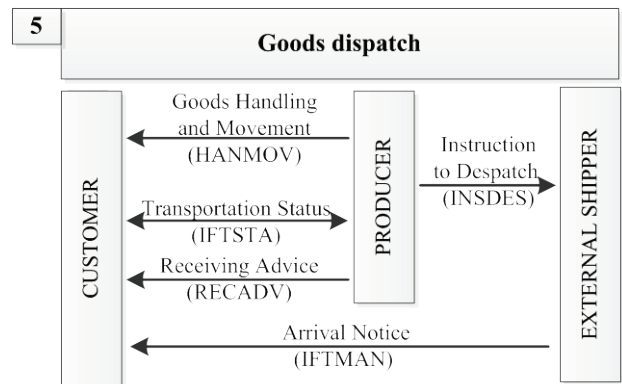 5
Goods dispatch
Goods Handling
and Movement
(HANMOV)
Transportation Status
(IFTSTA)
Receiving Advice
(RECADV)
Instruction
to Despatch
(INSDES)
Arrival Notice
(IFTMAN)
CUSTOMER
PRODUCER
EXTERNAL SHIPPER